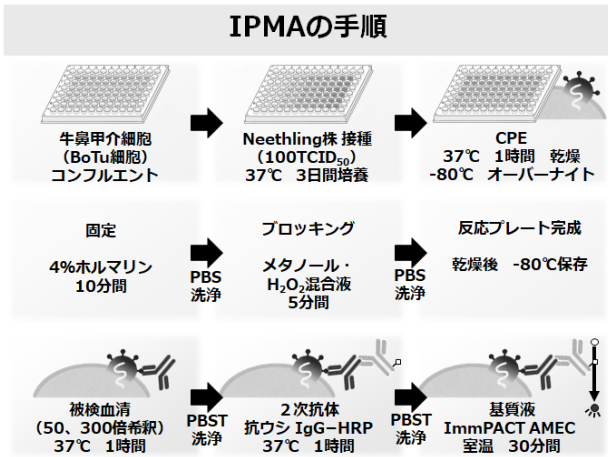 IPMAの手順
牛鼻甲介細胞
（BoTu細胞）
コンフルエント
Neethling株 接種
（100TCID₅₀）
37℃ 3日間培養
CPE
37℃ 1時間 乾燥
-80℃ オーバーナイト
固定
4%ホルマリン
10分間
PBS
洗浄
ブロッキング
メタノール・
H₂O₂混合液
5分間
PBS
洗浄
反応プレート完成
乾燥後 -80℃保存
被検血清
（50、300倍希釈）
37℃ 1時間
PBST
洗浄
２次抗体
抗ウシ IgG−HRP
37℃ 1時間
PBST
洗浄
基質液
ImmPACT AMEC
室温 30分間